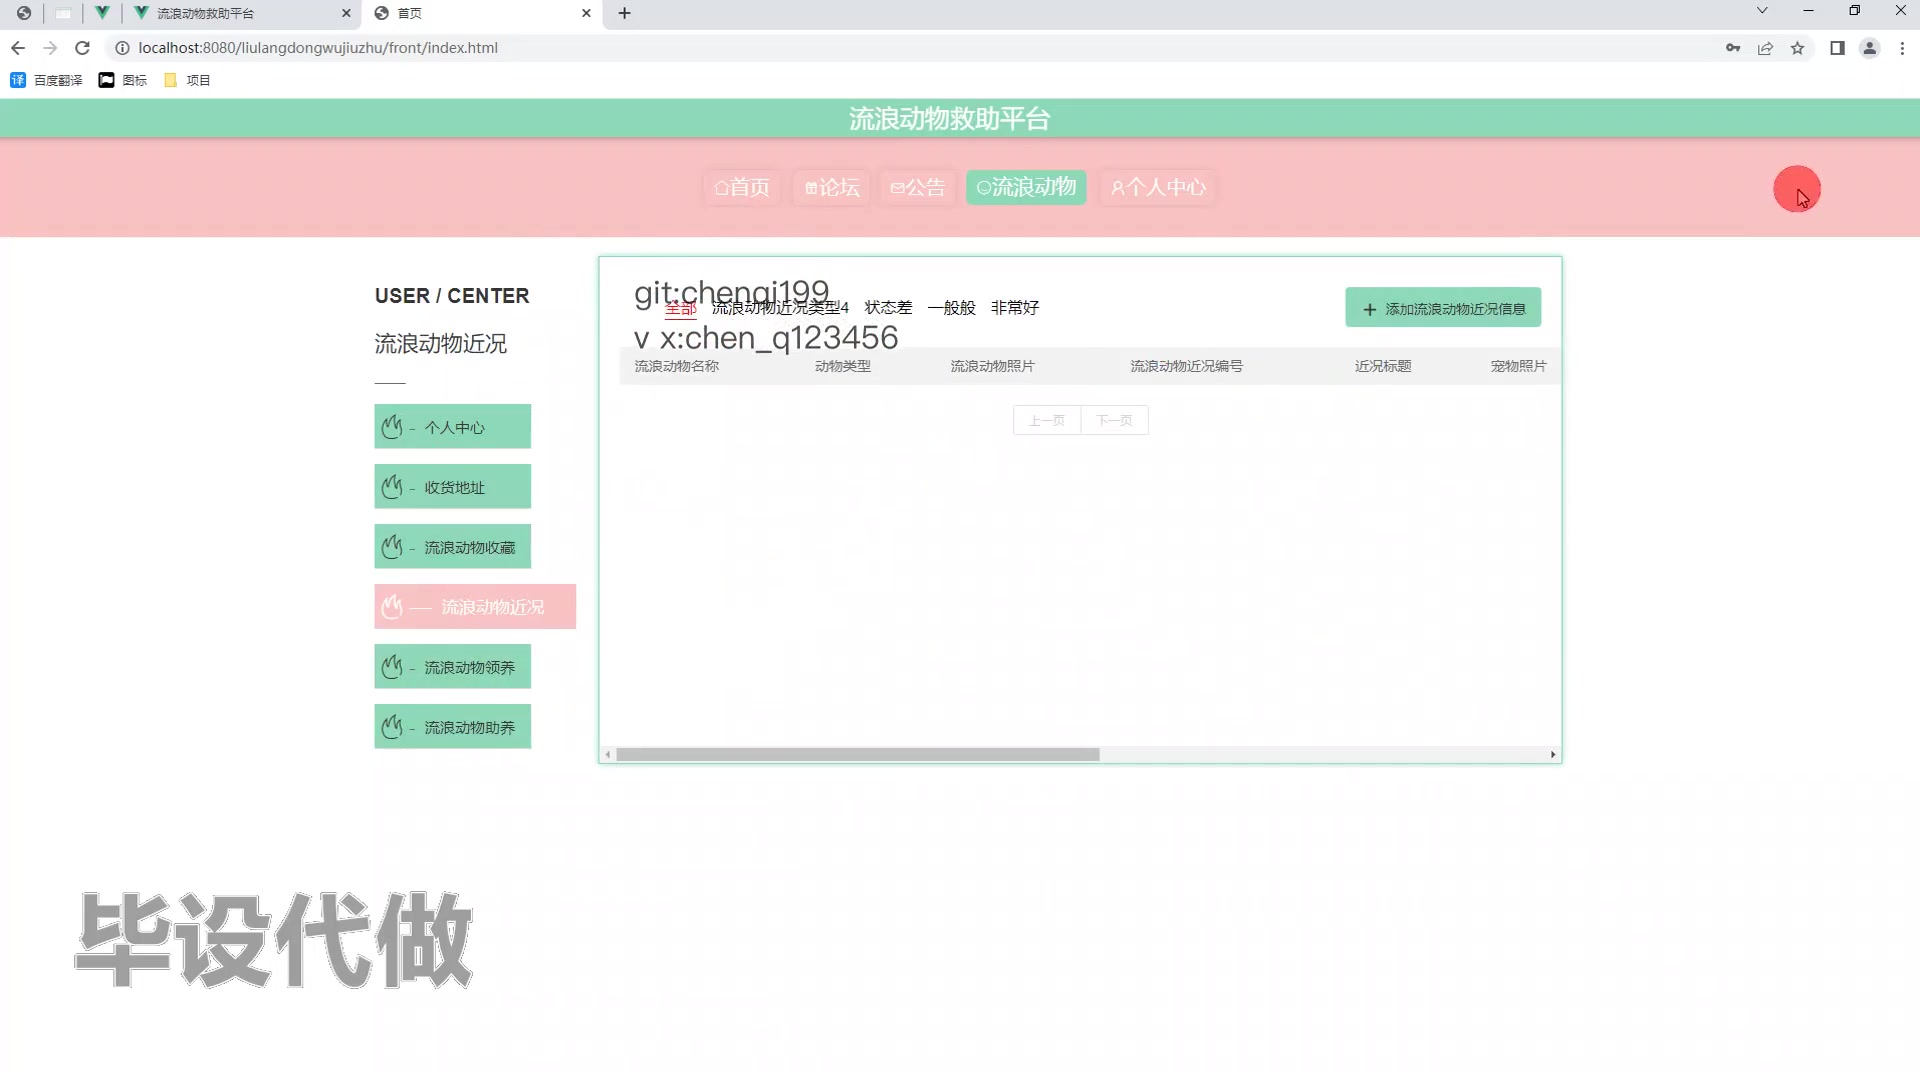 流浪动物救助平台
首页
localhost:8080/liulangdongwujiuzhu/front/index.html
百度翻译
图标
项目
流浪动物救助平台
首页
论坛
公告
流浪动物
个人中心
USER / CENTER
流浪动物近况
个人中心
收货地址
流浪动物收藏
流浪动物近况
流浪动物领养
流浪动物助养
git:chenqi199
全部 流浪动物近况类型4 状态差 一般般 非常好
添加流浪动物近况信息
v x:chen_q123456
流浪动物名称 动物类型 流浪动物照片 流浪动物近况编号 近况标题 宠物照片
上一页 下一页
毕设代做